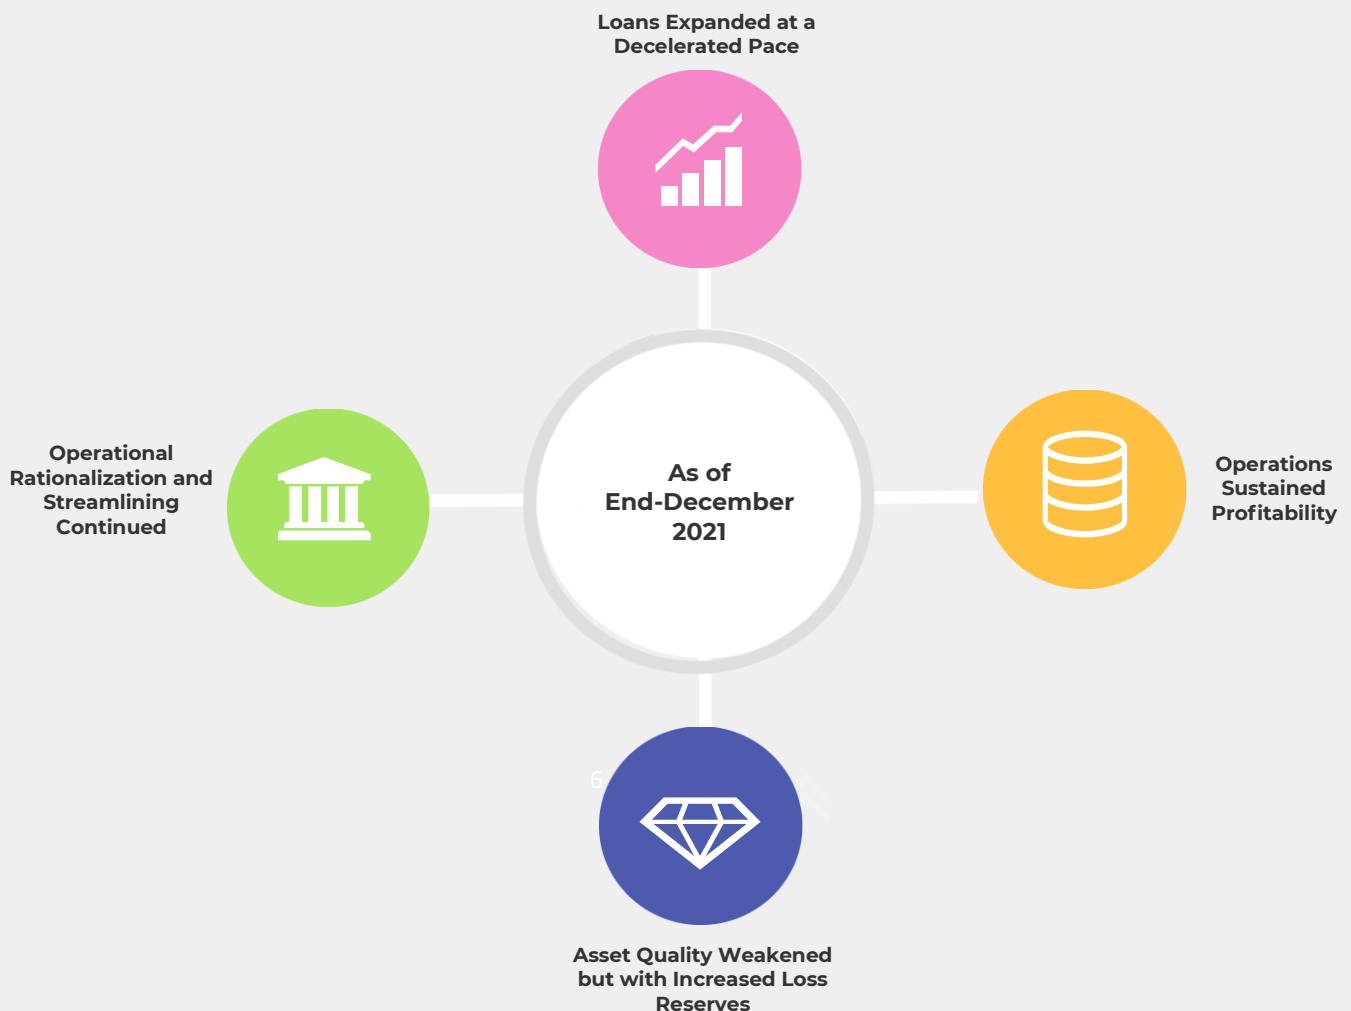 Loans Expanded at a
Decelerated Pace
Operational
Rationalization and
Streamlining
Continued
As of
End-December
2021
Operations
Sustained
Profitability
6
Asset Quality Weakened
but with Increased Loss
Reserves